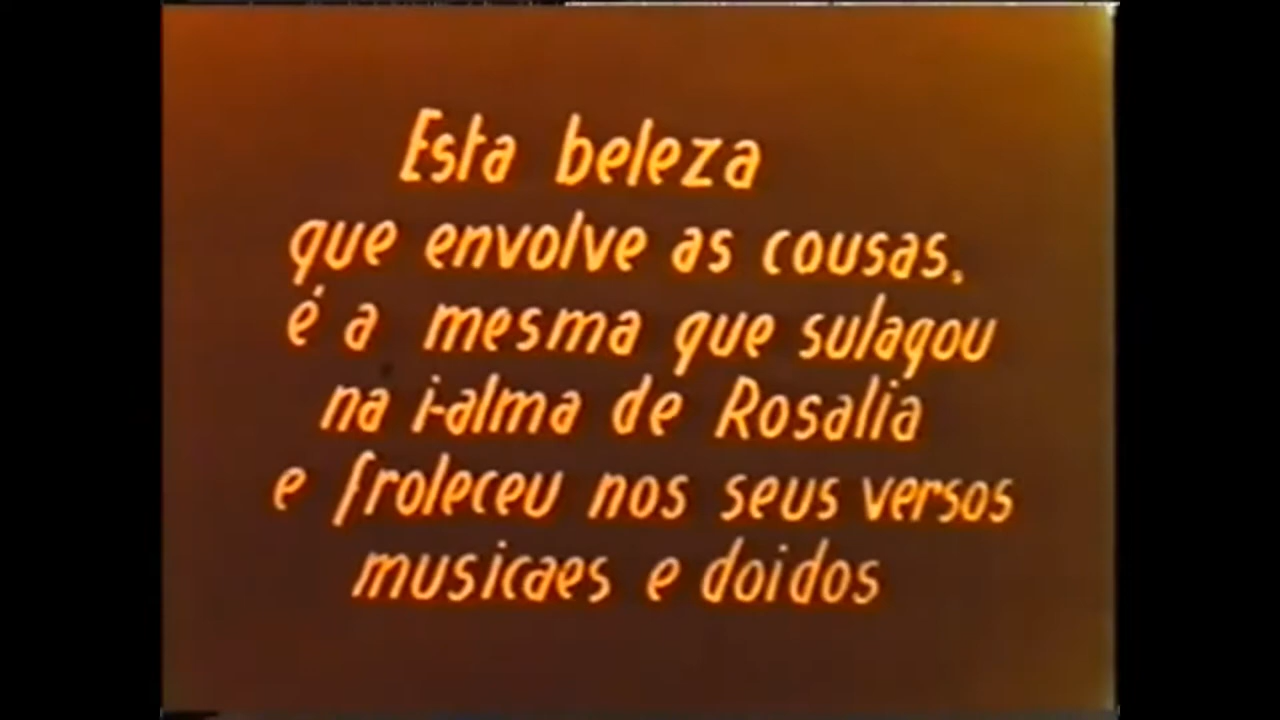 Esta beleza
que envolve as cousas,
é a mesma que sulagou
na i-alma de Rosalia
e froleceu nos seus versos
musicaes e doidos